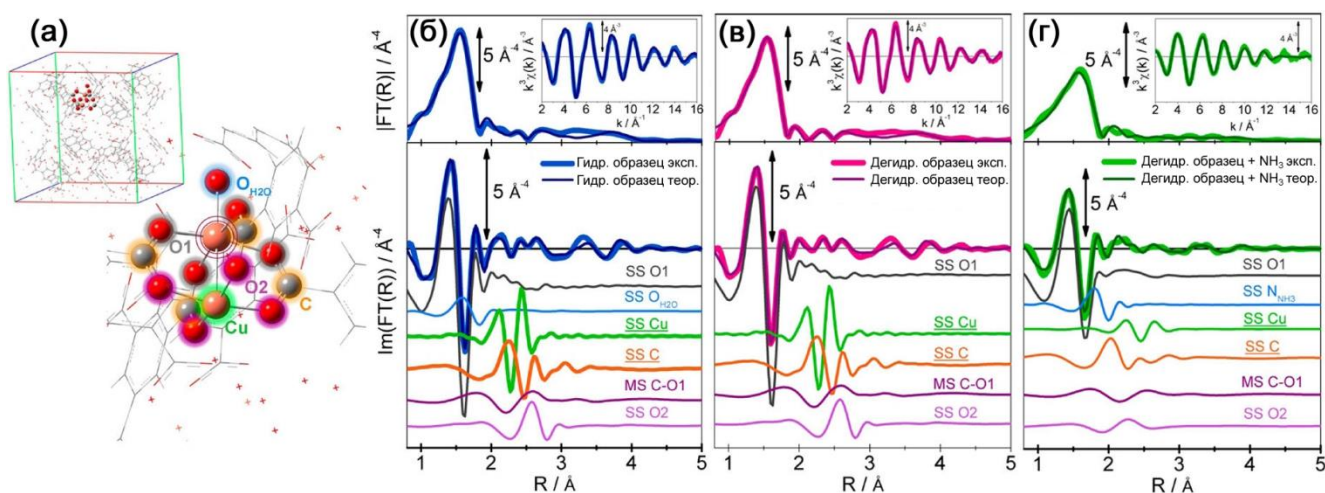 (а)
O_H2O
O1
O2
C
Cu
(б)
|FT(R)| / Å⁻⁴
5 Å⁻⁴
k³χ(k) / Å⁻³
4 Å⁻³
2 4 6 8 10 12 14 16
k / Å⁻¹
Im(FT(R)) / Å⁻⁴
5 Å⁻⁴
Гидр. образец эксп.
Гидр. образец теор.
SS O1
SS O_H2O
SS Cu
SS C
MS C-O1
SS O2
1 2 3 4 5
R / Å
(в)
5 Å⁻⁴
k³χ(k) / Å⁻³
4 Å⁻³
2 4 6 8 10 12 14 16
k / Å⁻¹
5 Å⁻⁴
Дегидр. образец эксп.
Дегидр. образец теор.
SS O1
SS Cu
SS C
MS C-O1
SS O2
1 2 3 4 5
R / Å
(г)
5 Å⁻⁴
k³χ(k) / Å⁻³
4 Å⁻³
2 4 6 8 10 12 14 16
k / Å⁻¹
5 Å⁻⁴
Дегидр. образец + NH₃ эксп.
Дегидр. образец + NH₃ теор.
SS O1
SS N_NH3
SS Cu
SS C
MS C-O1
SS O2
1 2 3 4 5
R / Å